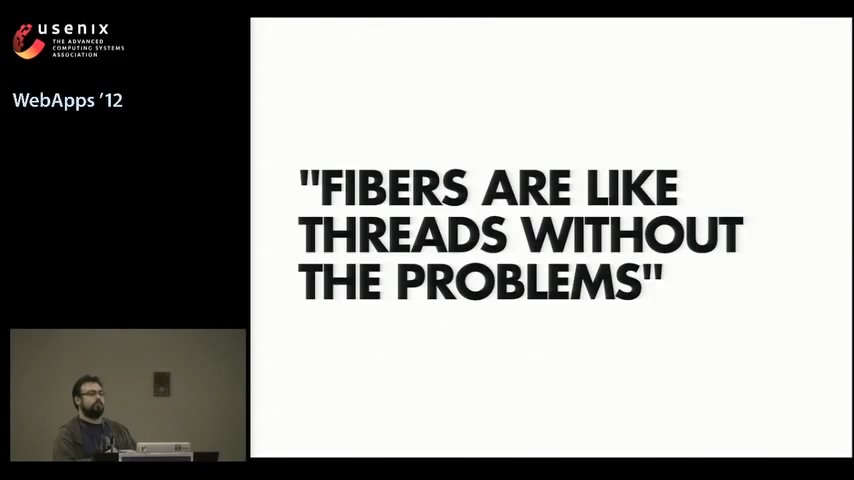 usenix
THE ADVANCED
COMPUTING SYSTEMS
ASSOCIATION
WebApps '12
"FIBERS ARE LIKE
THREADS WITHOUT
THE PROBLEMS"